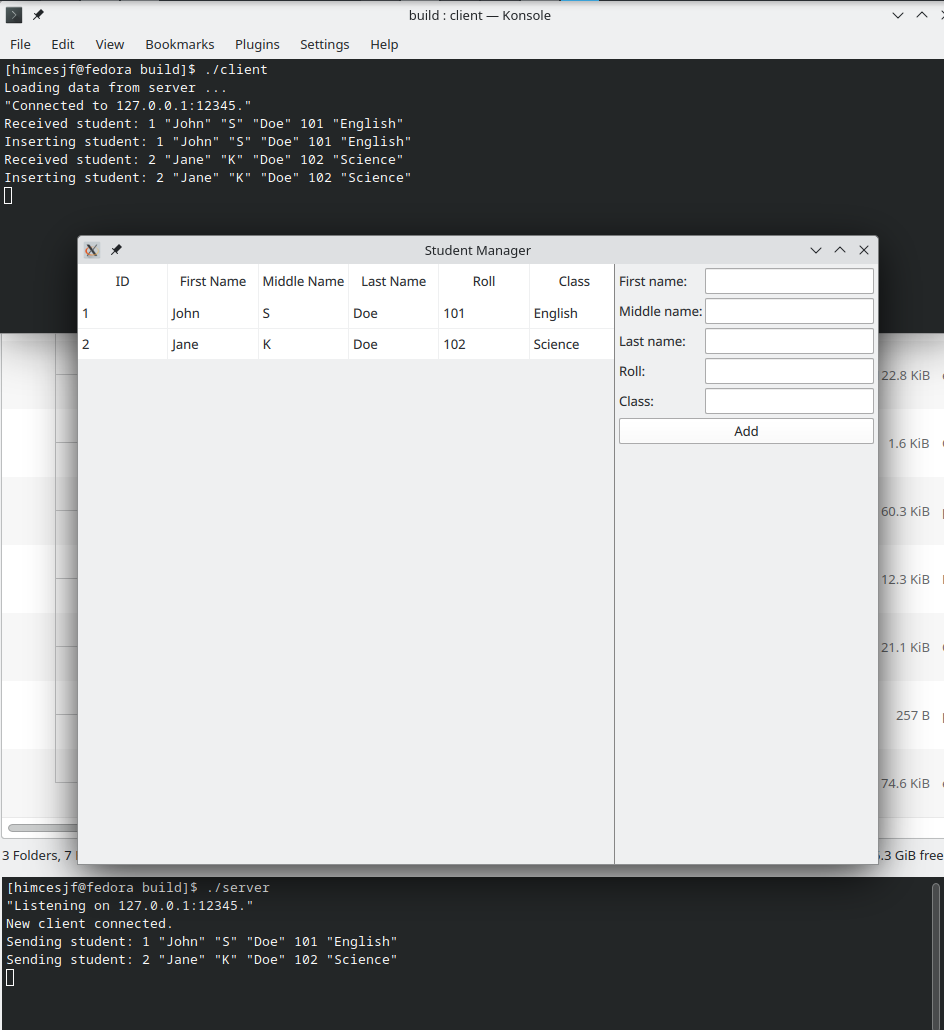 build : client — Konsole
File Edit View Bookmarks Plugins Settings Help
[himcesjf@fedora build]$ ./client
Loading data from server ...
"Connected to 127.0.0.1:12345."
Received student: 1 "John" "S" "Doe" 101 "English"
Inserting student: 1 "John" "S" "Doe" 101 "English"
Received student: 2 "Jane" "K" "Doe" 102 "Science"
Inserting student: 2 "Jane" "K" "Doe" 102 "Science"
Student Manager
ID First Name Middle Name Last Name Roll Class
1 John S Doe 101 English
2 Jane K Doe 102 Science
First name:
Middle name:
Last name:
Roll:
Class:
Add
22.8 KiB
1.6 KiB
60.3 KiB
12.3 KiB
21.1 KiB
257 B
74.6 KiB
3 Folders, 7
.3 GiB free
[himcesjf@fedora build]$ ./server
"Listening on 127.0.0.1:12345."
New client connected.
Sending student: 1 "John" "S" "Doe" 101 "English"
Sending student: 2 "Jane" "K" "Doe" 102 "Science"